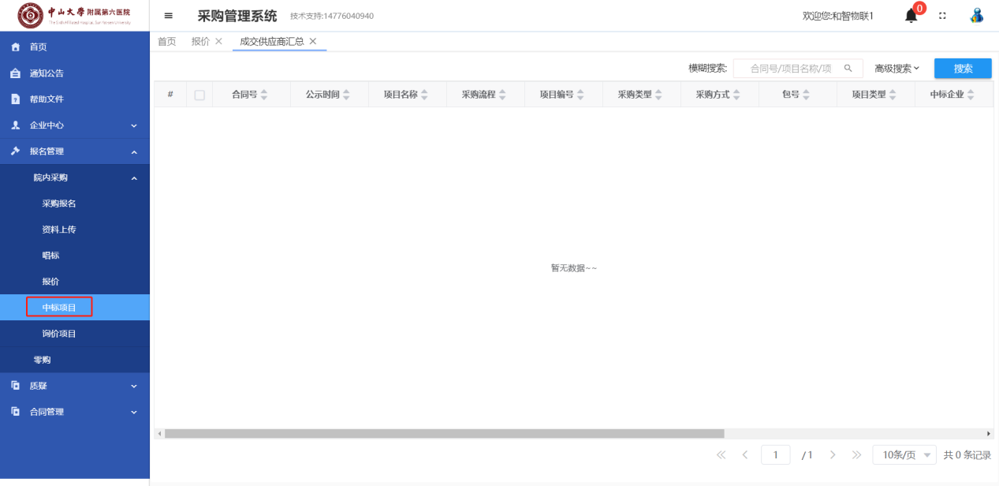 中山大學附属第六医院
The Sixth Affiliated Hospital, Sun Yat-sen University
采购管理系统 技术支持:14776040940
欢迎您:和智物联1
0
首页
通知公告
帮助文件
企业中心
报名管理
院内采购
采购报名
资料上传
唱标
报价
中标项目
询价项目
零购
质疑
合同管理
首页 报价 成交供应商汇总
模糊搜索: 合同号/项目名称/项 高级搜索 搜索
# 合同号 公示时间 项目名称 采购流程 项目编号 采购类型 采购方式 包号 项目类型 中标企业
暂无数据~~
1 /1 10条/页 共 0 条记录